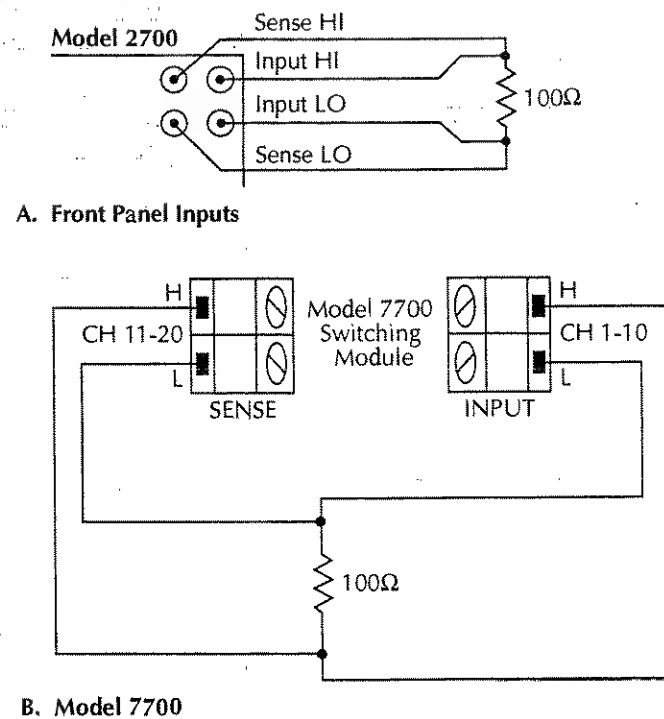 Sense HI
Model 2700
Input HI
100Ω
Input LO
Sense LO
A. Front Panel Inputs
H
CH 11-20
L
SENSE
Model 7700
Switching
Module
H
CH 1-10
L
INPUT
100Ω
B. Model 7700